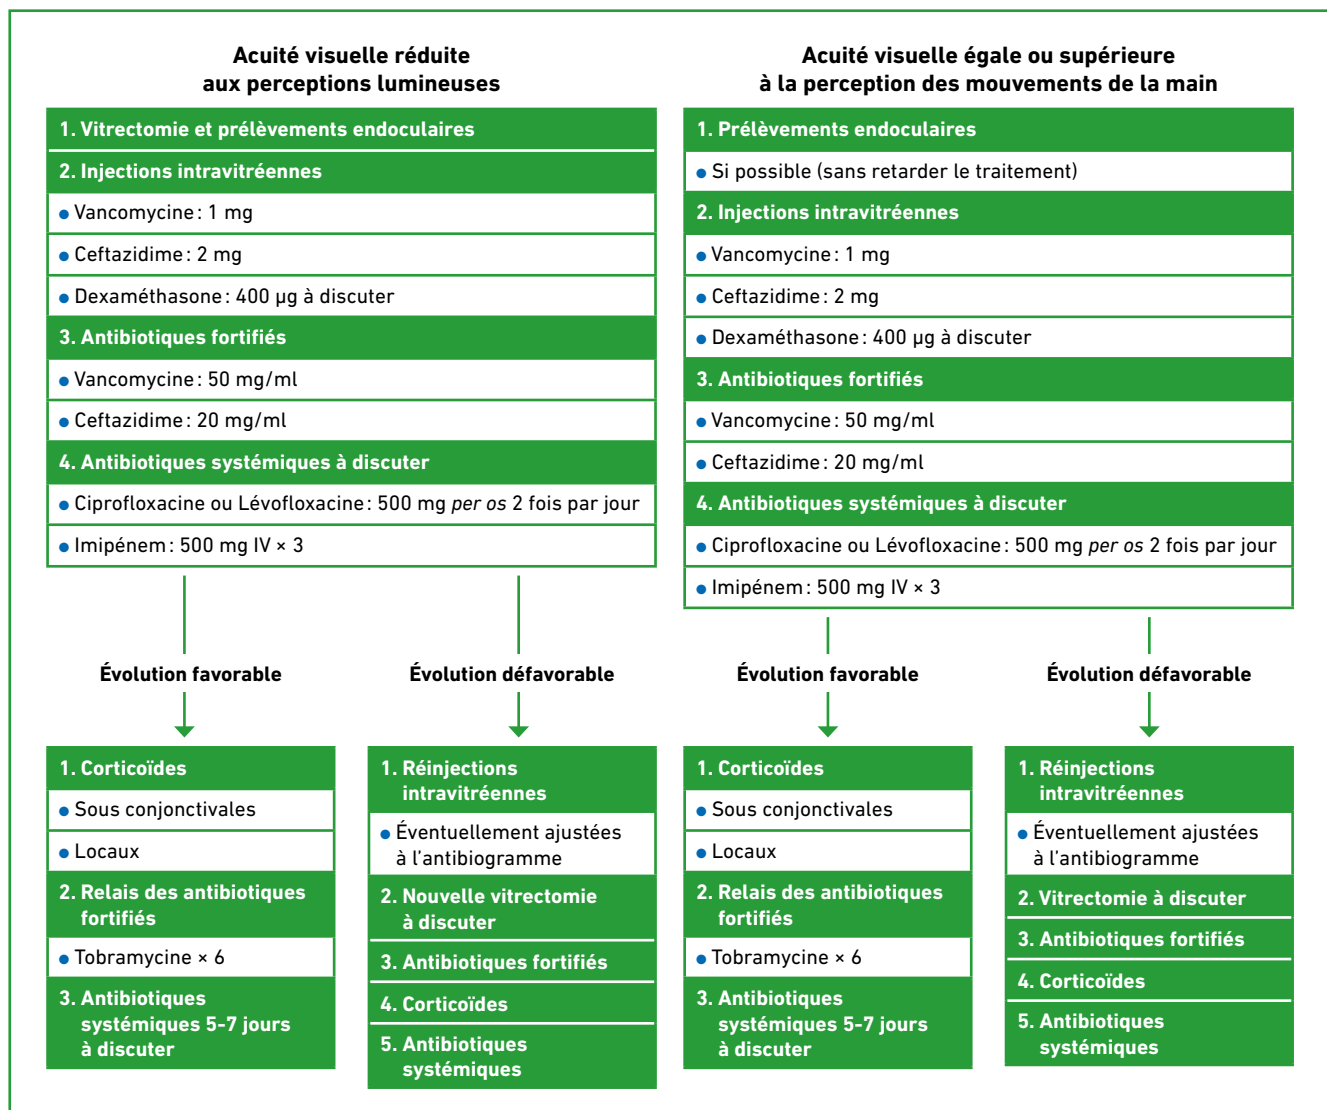 Acuité visuelle réduite
aux perceptions lumineuses
1. Vitrectomie et prélèvements endoculaires
2. Injections intravitréennes
• Vancomycine : 1 mg
• Ceftazidime : 2 mg
• Dexaméthasone : 400 µg à discuter
3. Antibiotiques fortifiés
• Vancomycine : 50 mg/ml
• Ceftazidime : 20 mg/ml
4. Antibiotiques systémiques à discuter
• Ciprofloxacine ou Lévofloxacine : 500 mg per os 2 fois par jour
• Imipénem : 500 mg IV × 3
Évolution favorable
1. Corticoïdes
• Sous conjonctivales
• Locaux
2. Relais des antibiotiques
fortifiés
• Tobramycine × 6
3. Antibiotiques
systémiques 5-7 jours
à discuter
Évolution défavorable
1. Réinjections
intravitréennes
• Éventuellement ajustées
à l’antibiogramme
2. Nouvelle vitrectomie
à discuter
3. Antibiotiques fortifiés
4. Corticoïdes
5. Antibiotiques
systémiques
Acuité visuelle égale ou supérieure
à la perception des mouvements de la main
1. Prélèvements endoculaires
• Si possible (sans retarder le traitement)
2. Injections intravitréennes
• Vancomycine : 1 mg
• Ceftazidime : 2 mg
• Dexaméthasone : 400 µg à discuter
3. Antibiotiques fortifiés
• Vancomycine : 50 mg/ml
• Ceftazidime : 20 mg/ml
4. Antibiotiques systémiques à discuter
• Ciprofloxacine ou Lévofloxacine : 500 mg per os 2 fois par jour
• Imipénem : 500 mg IV × 3
Évolution favorable
1. Corticoïdes
• Sous conjonctivales
• Locaux
2. Relais des antibiotiques
fortifiés
• Tobramycine × 6
3. Antibiotiques
systémiques 5-7 jours
à discuter
Évolution défavorable
1. Réinjections
intravitréennes
• Éventuellement ajustées
à l’antibiogramme
2. Vitrectomie à discuter
3. Antibiotiques fortifiés
4. Corticoïdes
5. Antibiotiques
systémiques